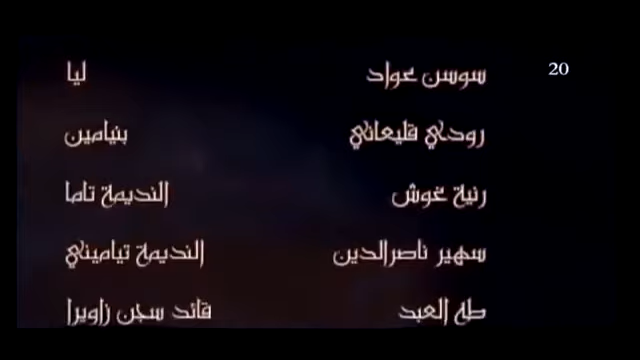 سوسن عواد ليا
20
رودي قليعاني بنيامين
رنية غوش النديمة تاما
سهير ناصرالدين النديمة تياميني
طه العبد قائد سجن زاويرا